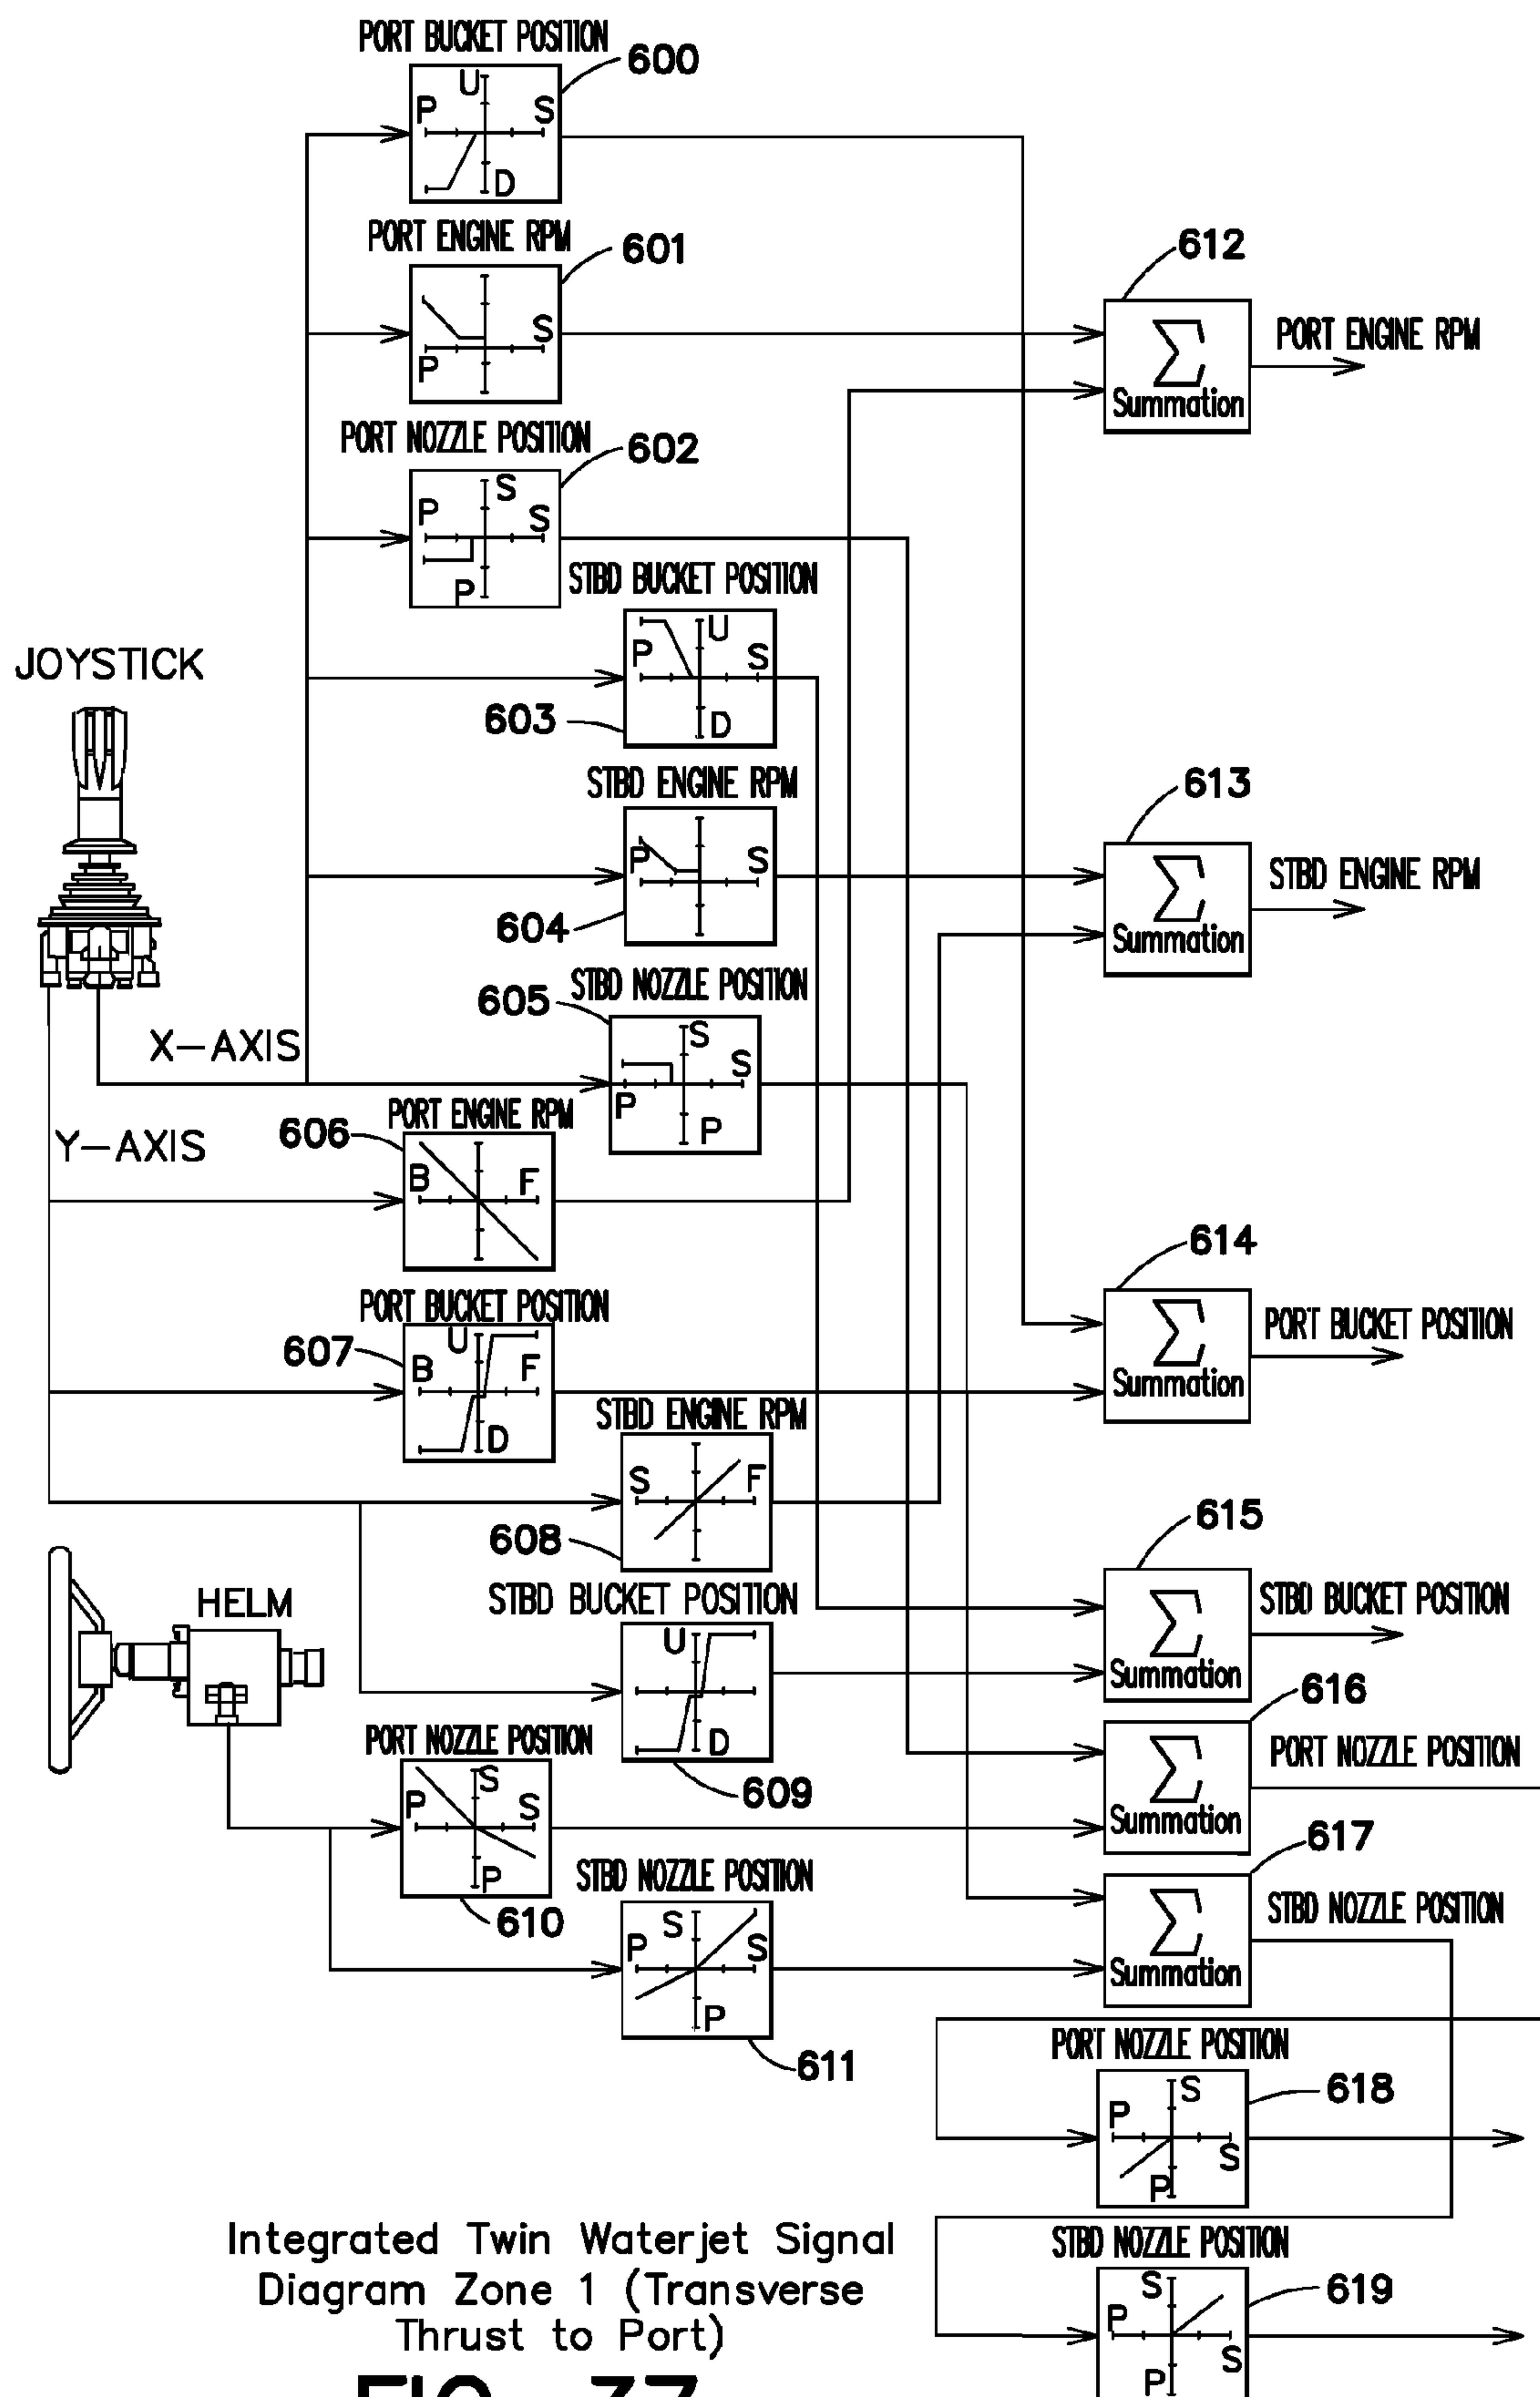 PORT BUCKET POSITION
600
P U S D
PORT ENGINE RPM
601
P S
612
Σ
Summation
PORT ENGINE RPM
PORT NOZZLE POSITION
602
P S S P
STBD BUCKET POSITION
P U S D
603
JOYSTICK
STBD ENGINE RPM
P S
604
613
Σ
Summation
STBD ENGINE RPM
STBD NOZZLE POSITION
605
S S P P
X-AXIS
Y-AXIS
PORT ENGINE RPM
606
B F
614
Σ
Summation
PORT BUCKET POSITION
PORT BUCKET POSITION
607
U B F D
STBD ENGINE RPM
S F
608
615
Σ
Summation
STBD BUCKET POSITION
HELM
STBD BUCKET POSITION
U D
609
616
Σ
Summation
PORT NOZZLE POSITION
PORT NOZZLE POSITION
P S S P
610
617
Σ
Summation
STBD NOZZLE POSITION
STBD NOZZLE POSITION
P S S P
611
PORT NOZZLE POSITION
618
P S S P
STBD NOZZLE POSITION
619
S P S P
Integrated Twin Waterjet Signal
Diagram Zone 1 (Transverse
Thrust to Port)
FIG. 37